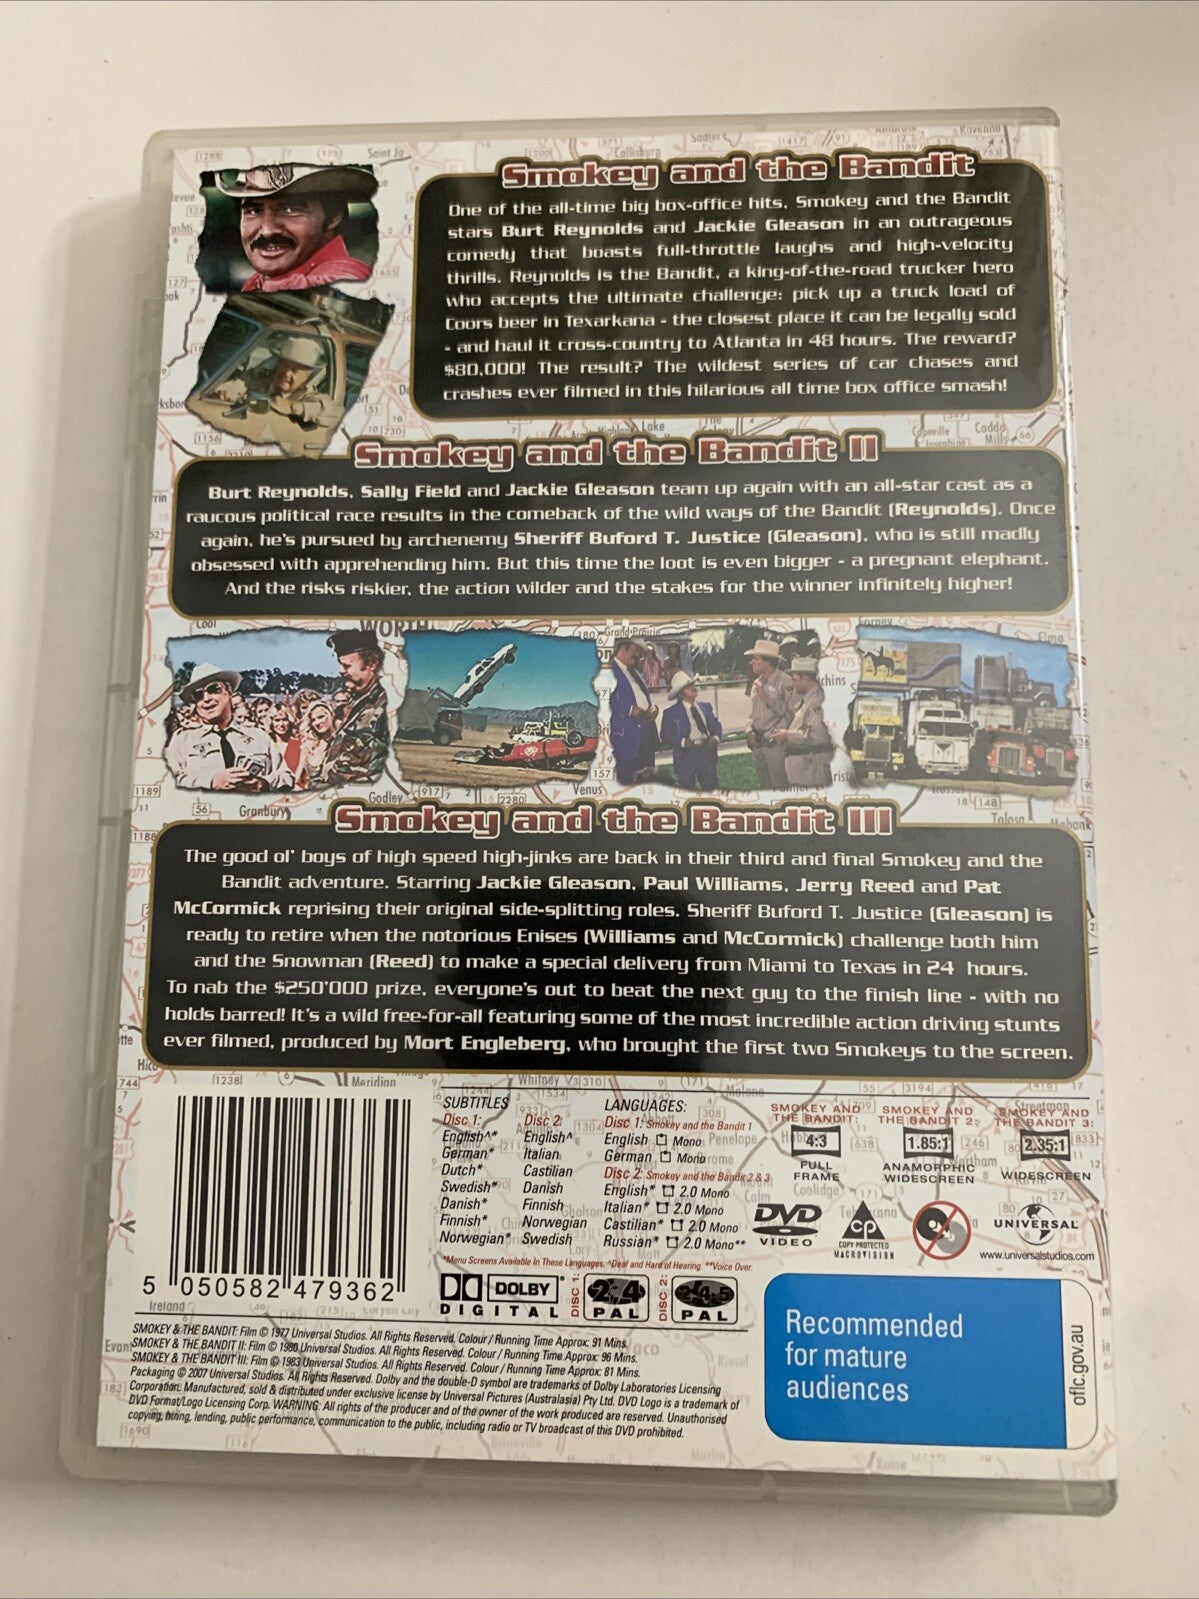 Smokey and the Bandit
One of the all-time big box-office hits, Smokey and the Bandit
stars Burt Reynolds and Jackie Gleason in an outrageous
comedy that boasts full-throttle laughs and high-velocity
thrills. Reynolds is the Bandit, a king-of-the-road trucker hero
who accepts the ultimate challenge: pick up a truck load of
Coors beer in Texarkana - the closest place it can be legally sold
- and haul it cross-country to Atlanta in 48 hours. The reward?
$80,000! The result? The wildest series of car chases and
crashes ever filmed in this hilarious all time box office smash!
Smokey and the Bandit II
Burt Reynolds, Sally Field and Jackie Gleason team up again with an all-star cast as a
raucous political race results in the comeback of the wild ways of the Bandit (Reynolds). Once
again, he's pursued by archenemy Sheriff Buford T. Justice (Gleason), who is still madly
obsessed with apprehending him. But this time the loot is even bigger - a pregnant elephant.
And the risks riskier, the action wilder and the stakes for the winner infinitely higher!
Smokey and the Bandit III
The good ol' boys of high speed high-jinks are back in their third and final Smokey and the
Bandit adventure. Starring Jackie Gleason, Paul Williams, Jerry Reed and Pat
McCormick reprising their original side-splitting roles. Sheriff Buford T. Justice (Gleason) is
ready to retire when the notorious Enises (Williams and McCormick) challenge both him
and the Snowman (Reed) to make a special delivery from Miami to Texas in 24 hours.
To nab the $250'000 prize, everyone's out to beat the next guy to the finish line - with no
holds barred! It's a wild free-for-all featuring some of the most incredible action driving stunts
ever filmed, produced by Mort Engleberg, who brought the first two Smokeys to the screen.
5 050582 479362
SUBTITLES
Disc 1: Disc 2:
English^* English^
German* Italian
Dutch* Castilian
Swedish* Danish
Danish* Finnish
Finnish* Norwegian
Norwegian* Swedish
LANGUAGES:
Disc 1: Smokey and the Bandit 1
English Mono
German Mono
Disc 2: Smokey and the Bandit 2 & 3
English* 2.0 Mono
Italian* 2.0 Mono
Castilian* 2.0 Mono
Russian* 2.0 Mono**
*Menu Screens Available In These Languages. ^Deaf and Hard of Hearing. **Voice Over.
SMOKEY AND THE BANDIT:
4:3
FULL FRAME
SMOKEY AND THE BANDIT 2:
1.85:1
ANAMORPHIC WIDESCREEN
SMOKEY AND THE BANDIT 3:
2.35:1
WIDESCREEN
DVD
VIDEO
CP
COPY PROTECTED
MACROVISION
UNIVERSAL
www.universalstudios.com
DOLBY
DIGITAL
DISC 1:
2 4
PAL
DISC 2:
2 4 5
PAL
Recommended
for mature
audiences
oflc.gov.au
SMOKEY & THE BANDIT: Film © 1977 Universal Studios. All Rights Reserved. Colour / Running Time Approx: 91 Mins.
SMOKEY & THE BANDIT II: Film © 1980 Universal Studios. All Rights Reserved. Colour / Running Time Approx: 96 Mins.
SMOKEY & THE BANDIT III: Film © 1983 Universal Studios. All Rights Reserved. Colour / Running Time Approx: 81 Mins.
Packaging © 2007 Universal Studios. All Rights Reserved. Dolby and the double-D symbol are trademarks of Dolby Laboratories Licensing
Corporation. Manufactured, sold & distributed under exclusive license by Universal Pictures (Australasia) Pty Ltd. DVD Logo is a trademark of
DVD Format/Logo Licensing Corp. WARNING: All rights of the producer and of the owner of the work produced are reserved. Unauthorised
copying, hiring, lending, public performance, communication to the public, including radio or TV broadcast of this DVD prohibited.